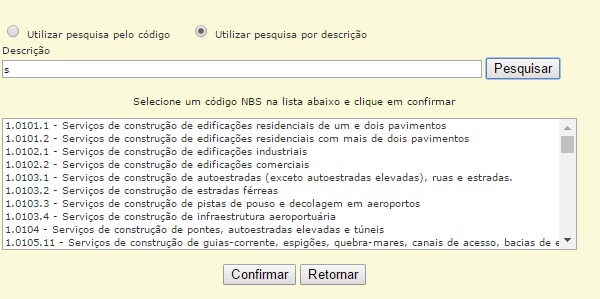 Utilizar pesquisa pelo código Utilizar pesquisa por descrição
Descrição
s Pesquisar
Selecione um código NBS na lista abaixo e clique em confirmar
1.0101.1 - Serviços de construção de edificações residenciais de um e dois pavimentos
1.0101.2 - Serviços de construção de edificações residenciais com mais de dois pavimentos
1.0102.1 - Serviços de construção de edificações industriais
1.0102.2 - Serviços de construção de edificações comerciais
1.0103.1 - Serviços de construção de autoestradas (exceto autoestradas elevadas), ruas e estradas.
1.0103.2 - Serviços de construção de estradas férreas
1.0103.3 - Serviços de construção de pistas de pouso e decolagem em aeroportos
1.0103.4 - Serviços de construção de infraestrutura aeroportuária
1.0104 - Serviços de construção de pontes, autoestradas elevadas e túneis
1.0105.11 - Serviços de construção de guias-corrente, espigões, quebra-mares, canais de acesso, bacias de e
Confirmar Retornar